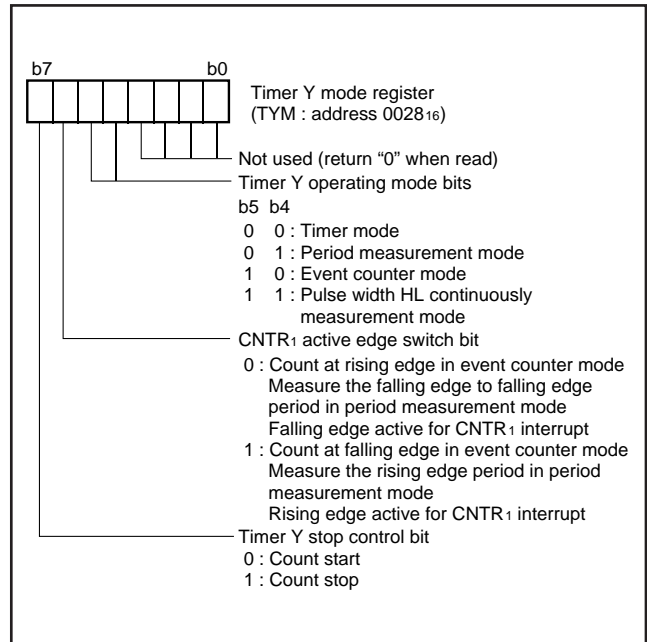 b7 b0
Timer Y mode register
(TYM : address 002816)
Not used (return “0” when read)
Timer Y operating mode bits
b5 b4
0 0 : Timer mode
0 1 : Period measurement mode
1 0 : Event counter mode
1 1 : Pulse width HL continuously
measurement mode
CNTR1 active edge switch bit
0 : Count at rising edge in event counter mode
Measure the falling edge to falling edge
period in period measurement mode
Falling edge active for CNTR1 interrupt
1 : Count at falling edge in event counter mode
Measure the rising edge period in period
measurement mode
Rising edge active for CNTR1 interrupt
Timer Y stop control bit
0 : Count start
1 : Count stop